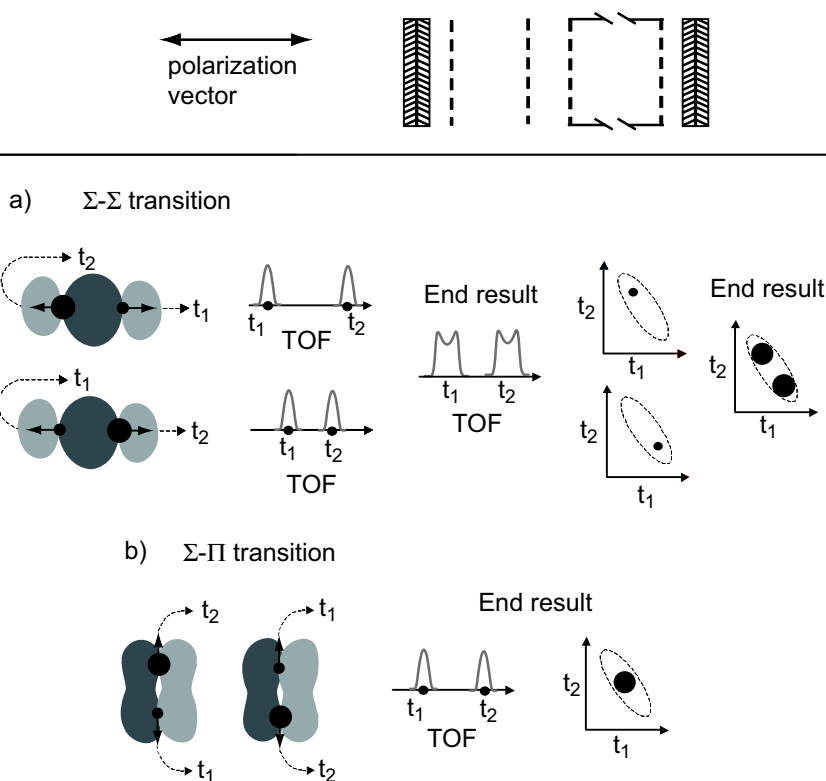 polarization
vector
a) Σ-Σ transition
t₂
t₁
t₁ t₂
TOF
End result
t₁ t₂
TOF
t₂
t₁
End result
t₂
t₁
t₁
t₂
t₁ t₂
TOF
t₂
t₁
b) Σ-Π transition
t₂
t₁
t₁
t₂
End result
t₁ t₂
TOF
t₂
t₁